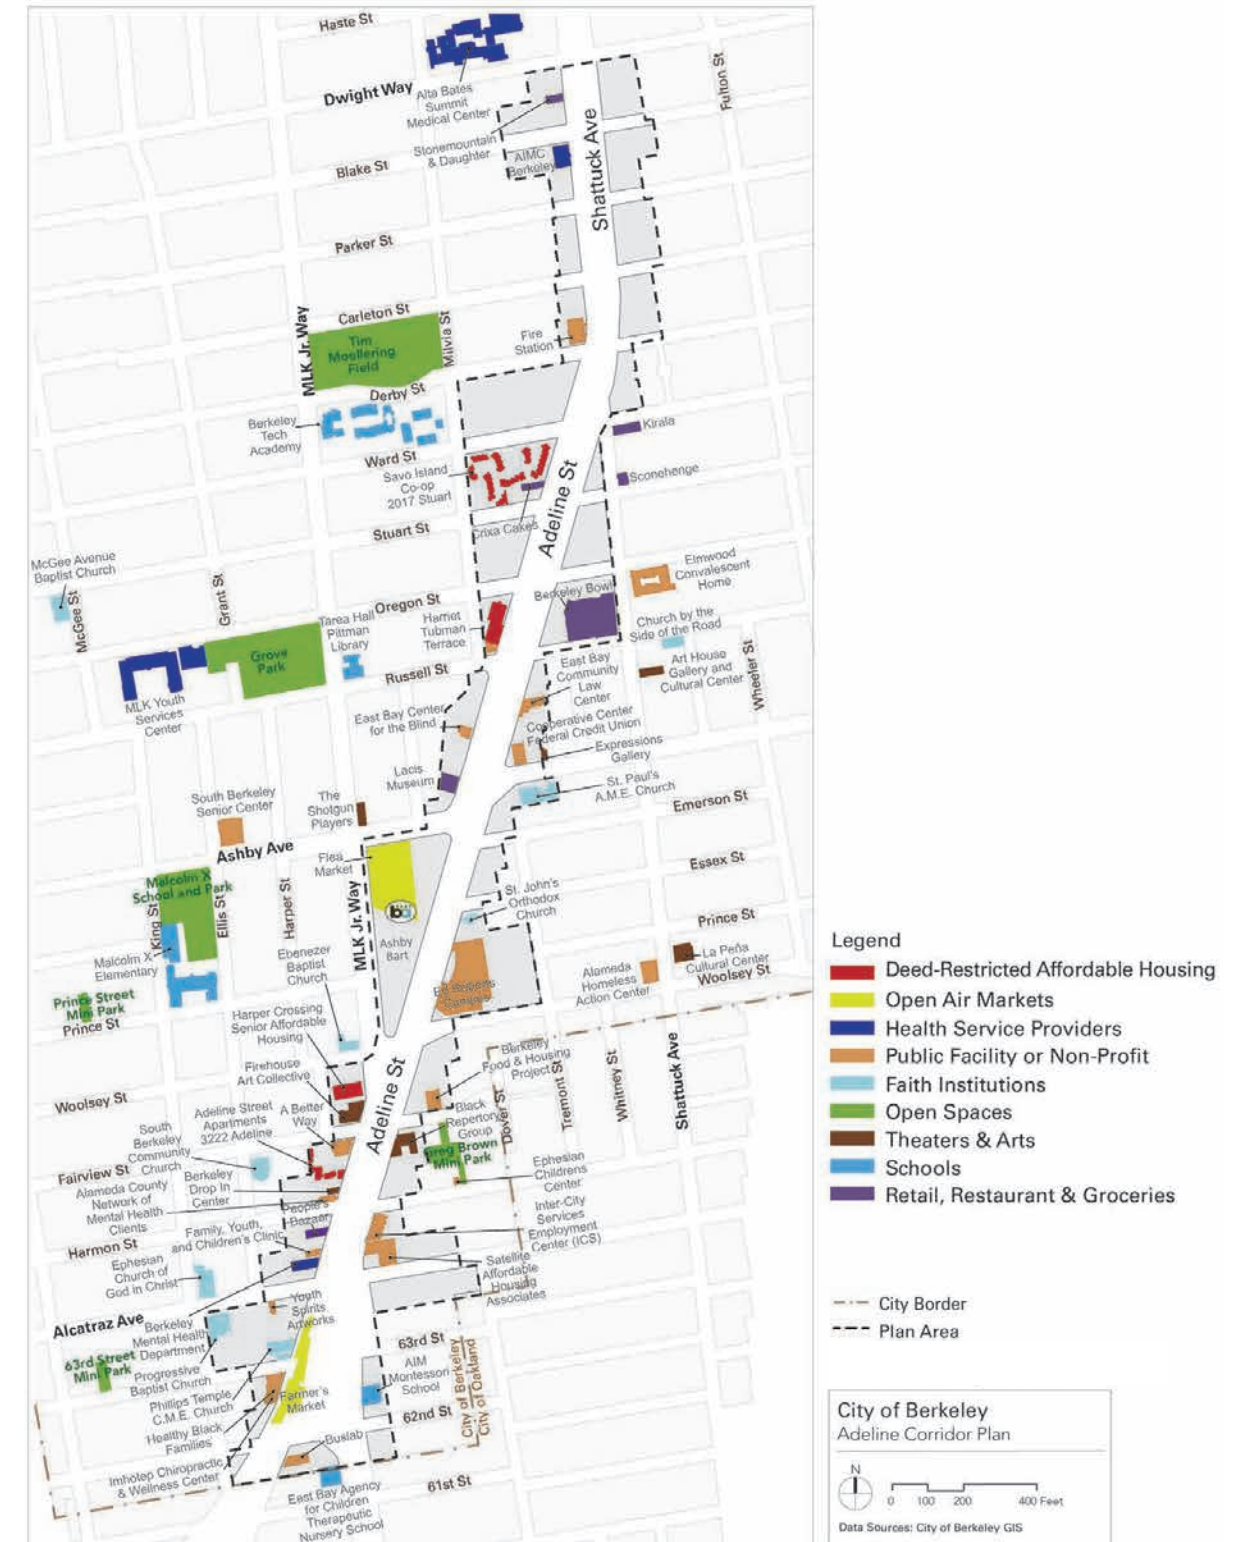 Haste St
Dwight Way
Alta Bates
Summit
Medical Center
Stonemountain
& Daughter
AIMC
Berkeley
Shattuck Ave
Fulton St
Blake St
Parker St
Carleton St
MLK Jr. Way
Tim
Moellering
Field
Milvia St
Fire
Station
Derby St
Berkeley
Tech
Academy
Ward St
Savo Island
Co-op
2017 Stuart
Kirala
Sconehenge
Adeline St
Crixa Cakes
Stuart St
McGee Avenue
Baptist Church
McGee St
Grant St
Oregon St
Tarea Hall
Pittman
Library
Harriet
Tubman
Terrace
Berkeley Bowl
Elmwood
Convalescent
Home
Church by the
Side of the Road
Grove
Park
Russell St
East Bay
Community
Law
Center
Art House
Gallery and
Cultural Center
Wheeler St
MLK Youth
Services
Center
East Bay Center
for the Blind
Cooperative Center
Federal Credit Union
Expressions
Gallery
Lacis
Museum
St. Paul's
A.M.E. Church
South Berkeley
Senior Center
The
Shotgun
Players
Emerson St
Ashby Ave
Flea
Market
Essex St
Malcolm X
School and Park
King St
Ellis St
Harper St
MLK Jr. Way
St. John's
Orthodox
Church
Prince St
Ashby
Bart
Malcolm X
Elementary
Ebenezer
Baptist
Church
La Peña
Cultural Center
Woolsey St
Alameda
Homeless
Action Center
Ed Roberts
Campus
Prince Street
Mini Park
Prince St
Harper Crossing
Senior Affordable
Housing
Firehouse
Art Collective
Berkeley
Food & Housing
Project
Woolsey St
Adeline St
Adeline Street
Apartments
3222 Adeline
A Better
Way
Black
Repertory
Group
Dover St
Tremont St
Whitney St
Shattuck Ave
South
Berkeley
Community
Church
Greg Brown
Mini Park
Fairview St
Alameda County
Network of
Mental Health
Clients
Berkeley
Drop In
Center
Ephesian
Childrens
Center
People's
Bazaar
Inter-City
Services
Employment
Center (ICS)
Harmon St
Family, Youth,
and Children's Clinic
Ephesian
Church of
God in Christ
Satellite
Affordable
Housing
Associates
Alcatraz Ave
Berkeley
Mental Health
Department
Youth
Spirits
Artworks
63rd Street
Mini Park
Progressive
Baptist Church
63rd St
AIM
Montessori
School
Phillips Temple
C.M.E. Church
Farmer's
Market
62nd St
City of Berkeley
City of Oakland
Healthy Black
Families
Buslab
Imhotep Chiropractic
& Wellness Center
East Bay Agency
for Children
Therapeutic
Nursery School
61st St
Legend
Deed-Restricted Affordable Housing
Open Air Markets
Health Service Providers
Public Facility or Non-Profit
Faith Institutions
Open Spaces
Theaters & Arts
Schools
Retail, Restaurant & Groceries
City Border
Plan Area
City of Berkeley
Adeline Corridor Plan
N
0 100 200 400 Feet
Data Sources: City of Berkeley GIS